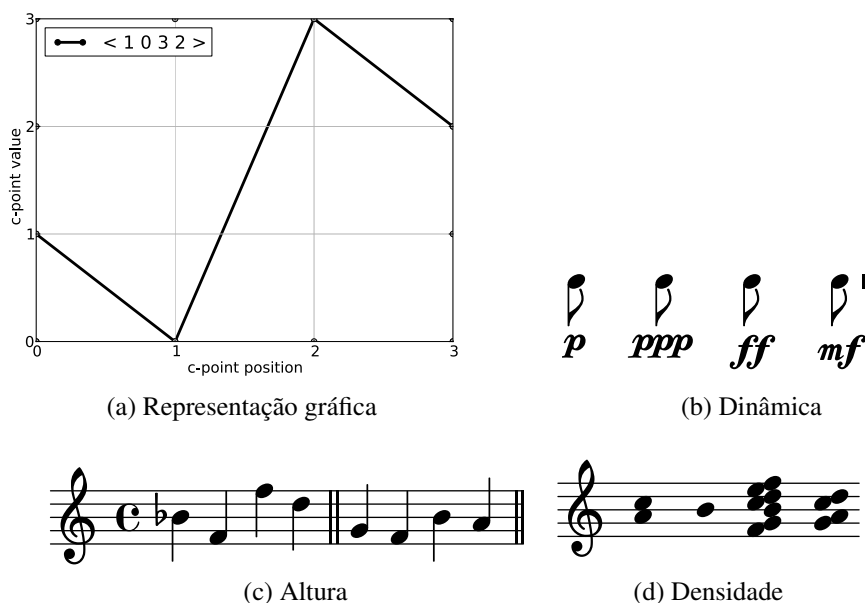 3
< 1 0 3 2 >
2
c-point value
1
0
0 1 2 3
c-point position
(a) Representação gráfica
p ppp ff mf
(b) Dinâmica
(c) Altura
(d) Densidade